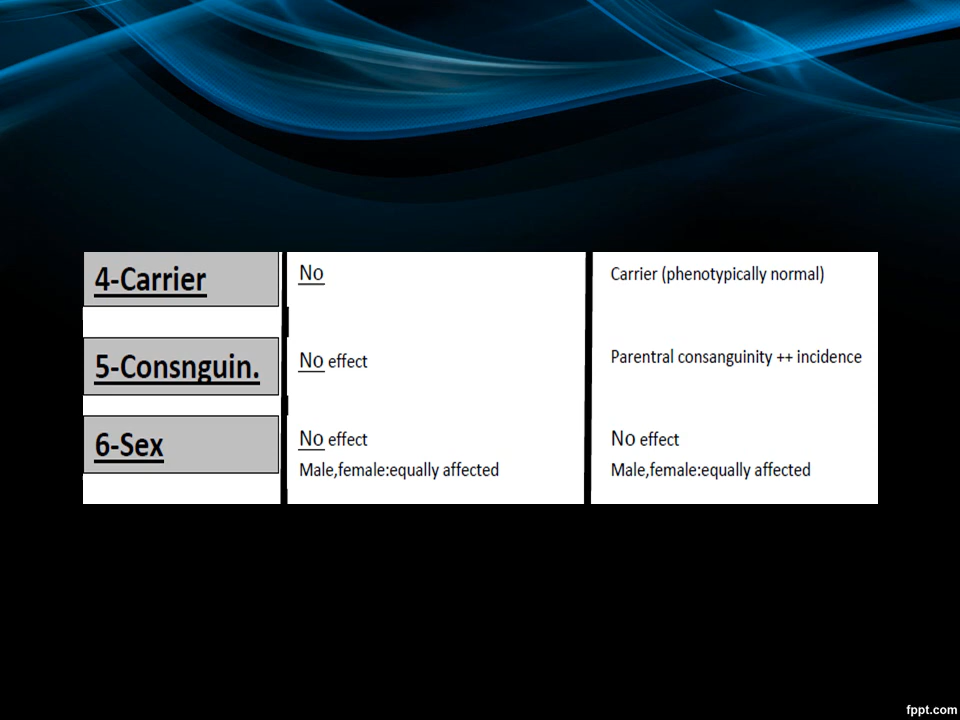 4-Carrier
No
Carrier (phenotypically normal)
5-Consnguin.
No effect
Parentral consanguinity ++ incidence
6-Sex
No effect
Male,female:equally affected
No effect
Male,female:equally affected
fppt.com